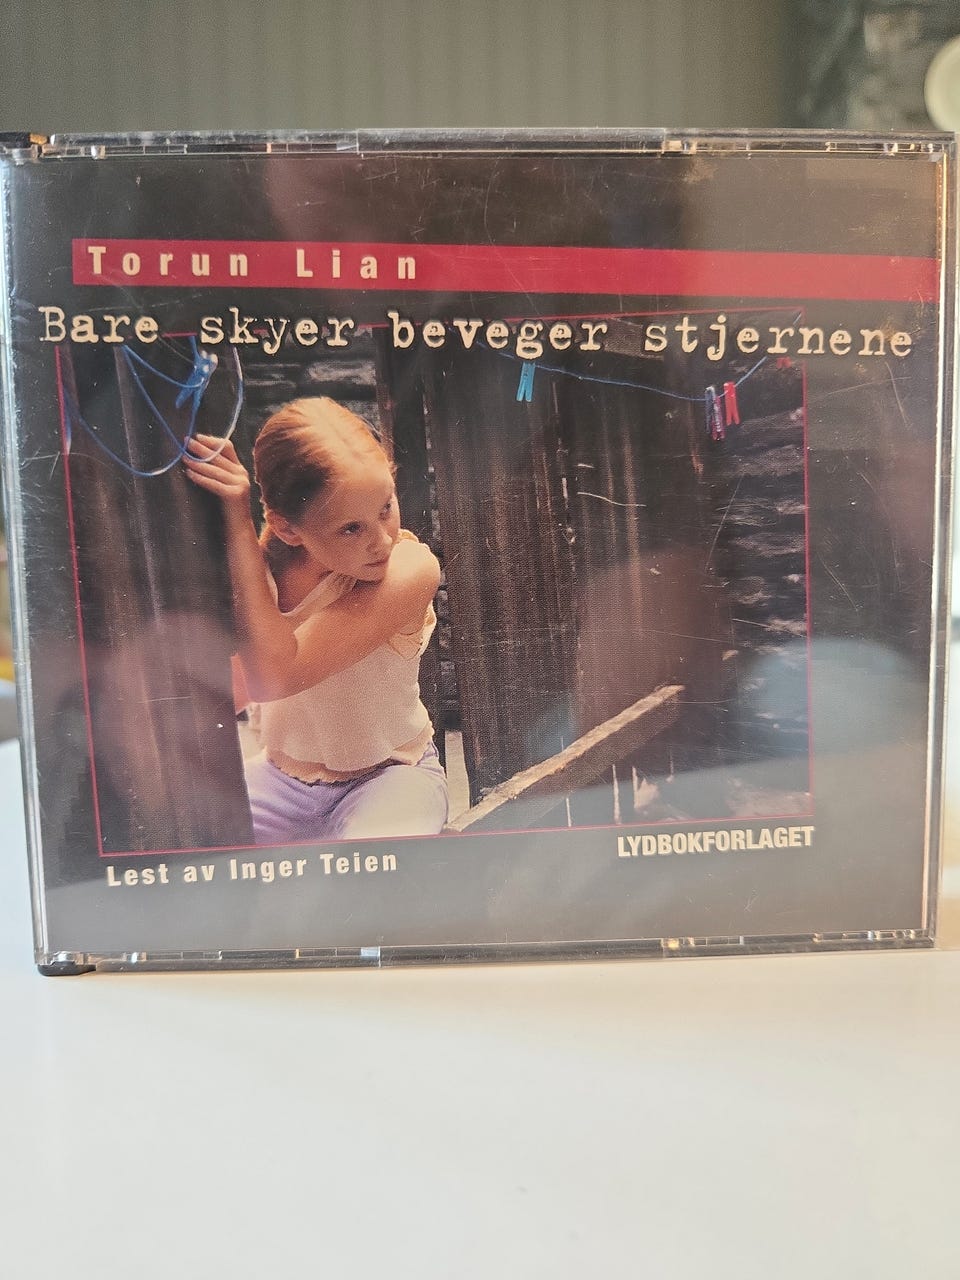 Torun Lian
Bare skyer beveger stjernene
Lest av Inger Teien
LYDBOKFORLAGET